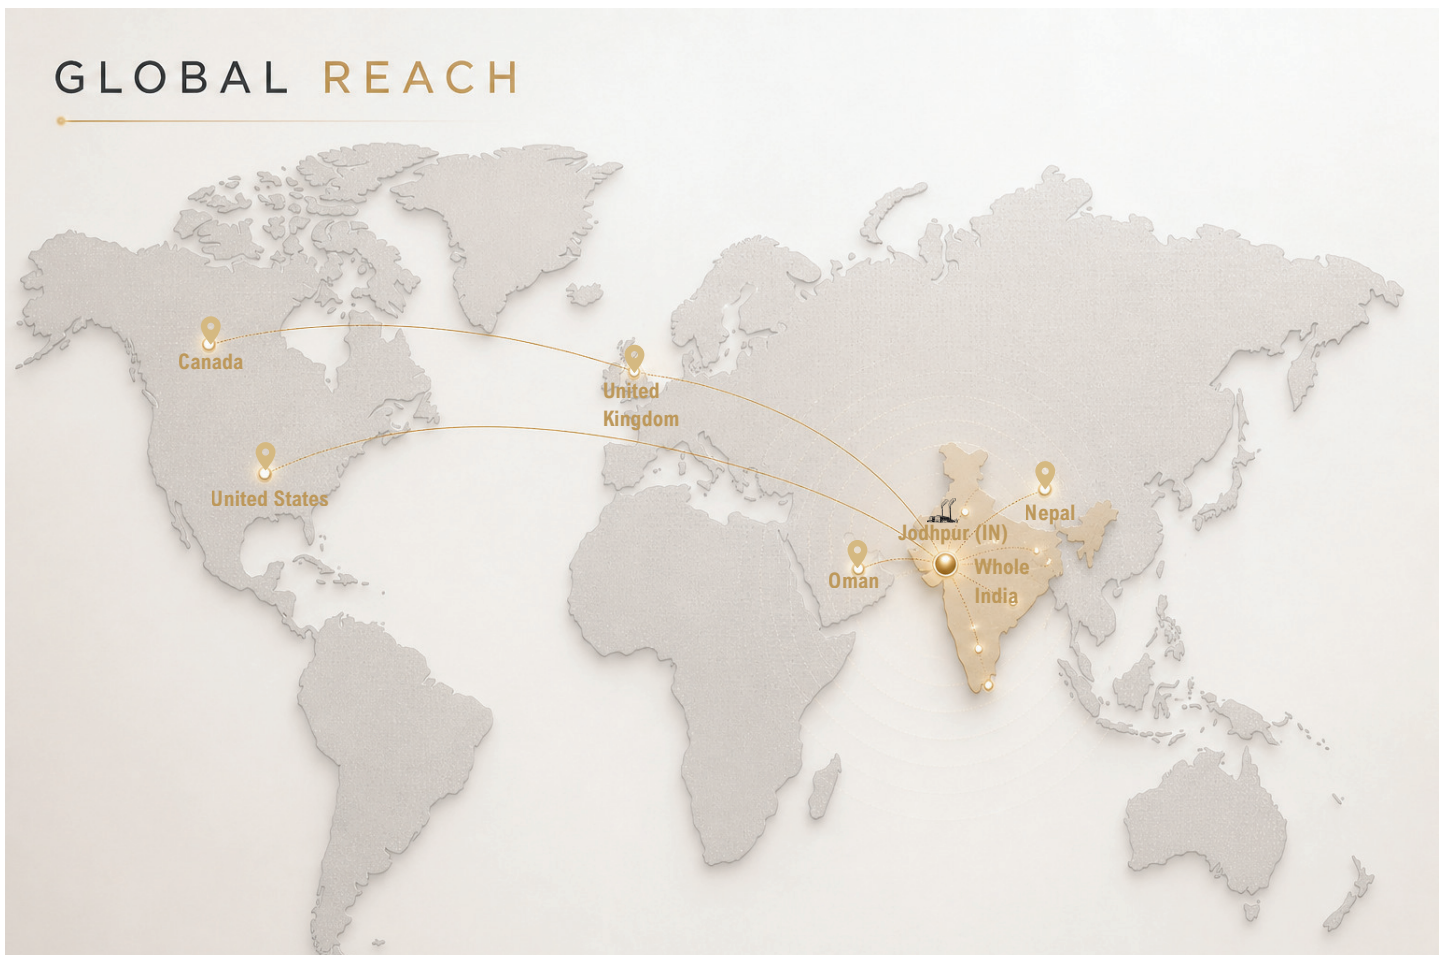 GLOBAL REACH
Canada
United
Kingdom
United States
Nepal
Jodhpur (IN)
Oman
Whole
India